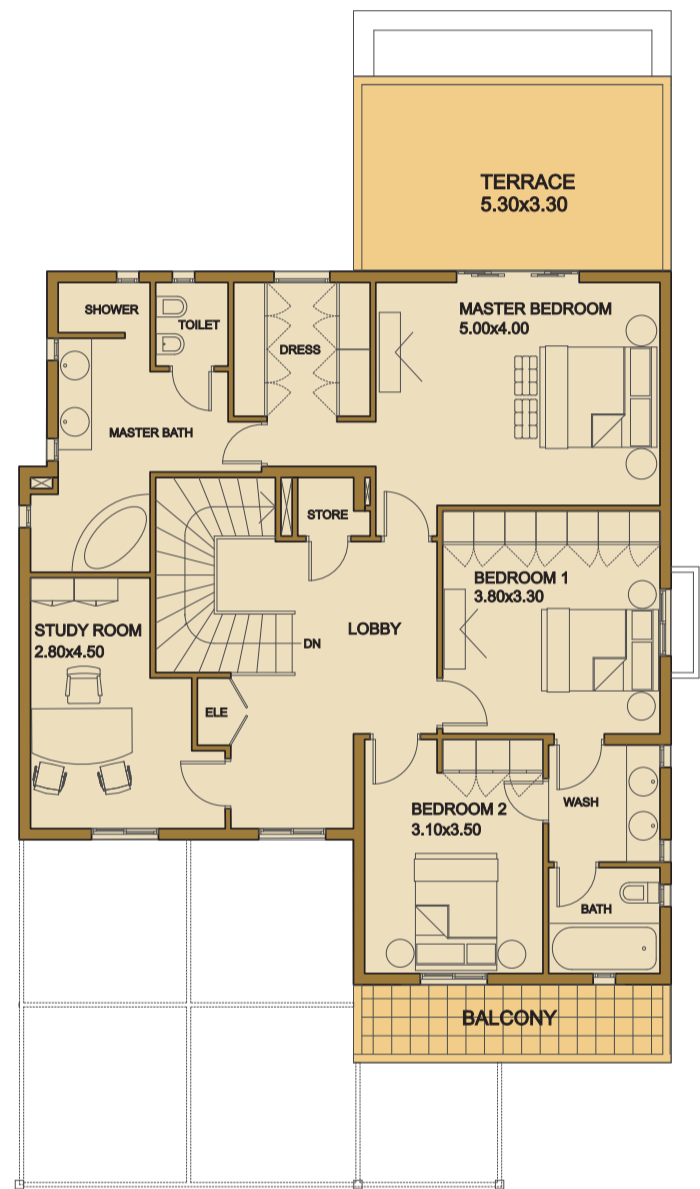 TERRACE
5.30x3.30
SHOWER
TOILET
DRESS
MASTER BEDROOM
5.00x4.00
MASTER BATH
STORE
BEDROOM 1
3.80x3.30
STUDY ROOM
2.80x4.50
LOBBY
DN
ELE
BEDROOM 2
3.10x3.50
WASH
BATH
BALCONY